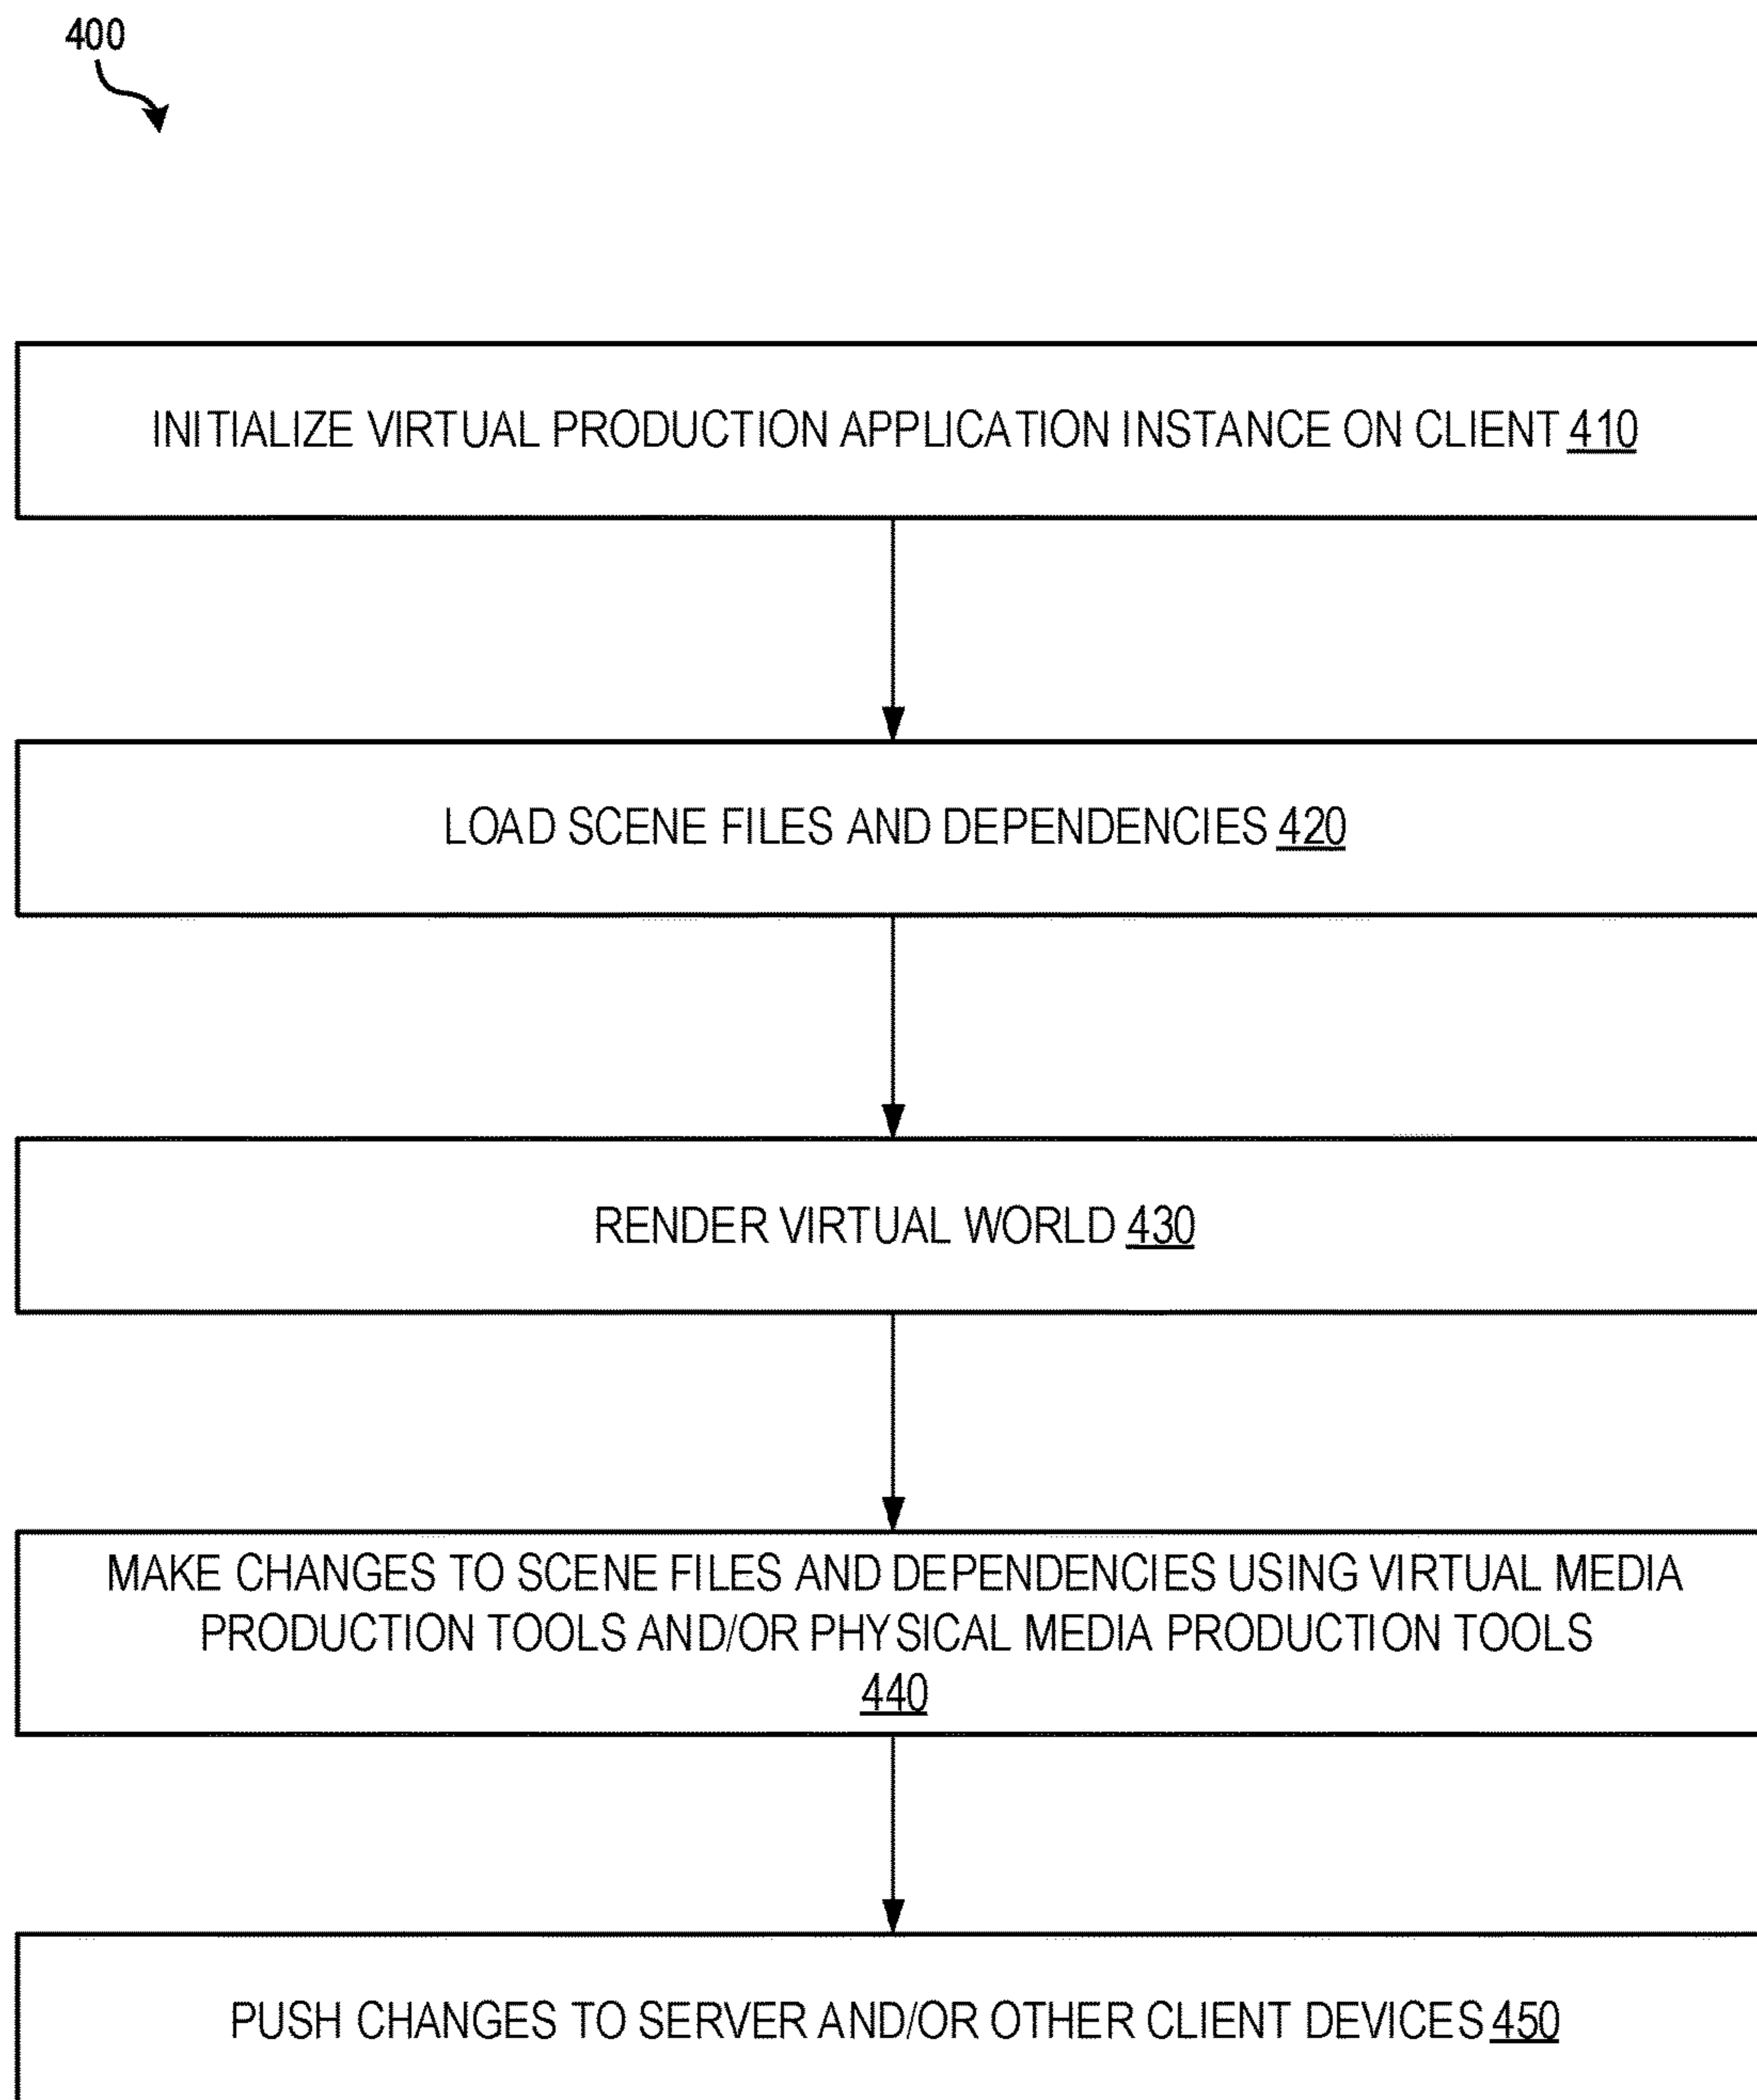 400
INITIALIZE VIRTUAL PRODUCTION APPLICATION INSTANCE ON CLIENT 410
LOAD SCENE FILES AND DEPENDENCIES 420
RENDER VIRTUAL WORLD 430
MAKE CHANGES TO SCENE FILES AND DEPENDENCIES USING VIRTUAL MEDIA
PRODUCTION TOOLS AND/OR PHYSICAL MEDIA PRODUCTION TOOLS
440
PUSH CHANGES TO SERVER AND/OR OTHER CLIENT DEVICES 450